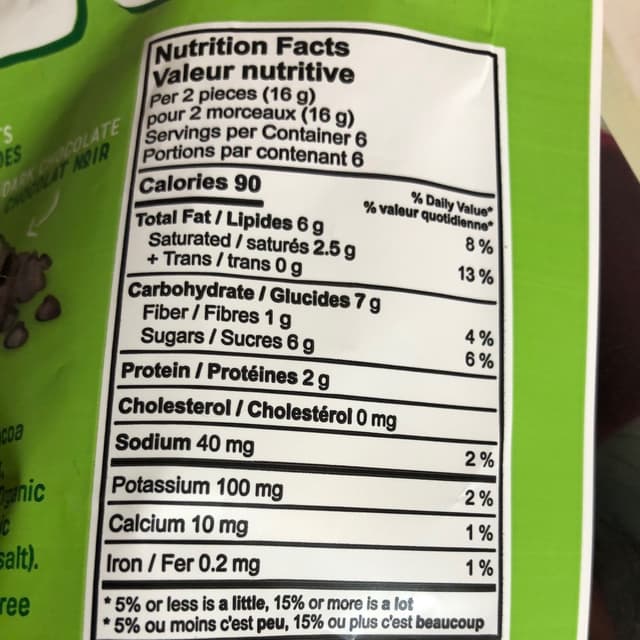 Nutrition Facts
Valeur nutritive
Per 2 pieces (16 g)
pour 2 morceaux (16 g)
Servings per Container 6
Portions par contenant 6
Calories 90
% Daily Value*
% valeur quotidienne*
Total Fat / Lipides 6 g 8 %
Saturated / saturés 2.5 g
+ Trans / trans 0 g 13 %
Carbohydrate / Glucides 7 g
Fiber / Fibres 1 g 4 %
Sugars / Sucres 6 g 6 %
Protein / Protéines 2 g
Cholesterol / Cholestérol 0 mg
Sodium 40 mg 2 %
Potassium 100 mg 2 %
Calcium 10 mg 1 %
Iron / Fer 0.2 mg 1 %
* 5% or less is a little, 15% or more is a lot
* 5% ou moins c'est peu, 15% ou plus c'est beaucoup
DARK CHOCOLATE
CHOCOLAT NOIR
salt).